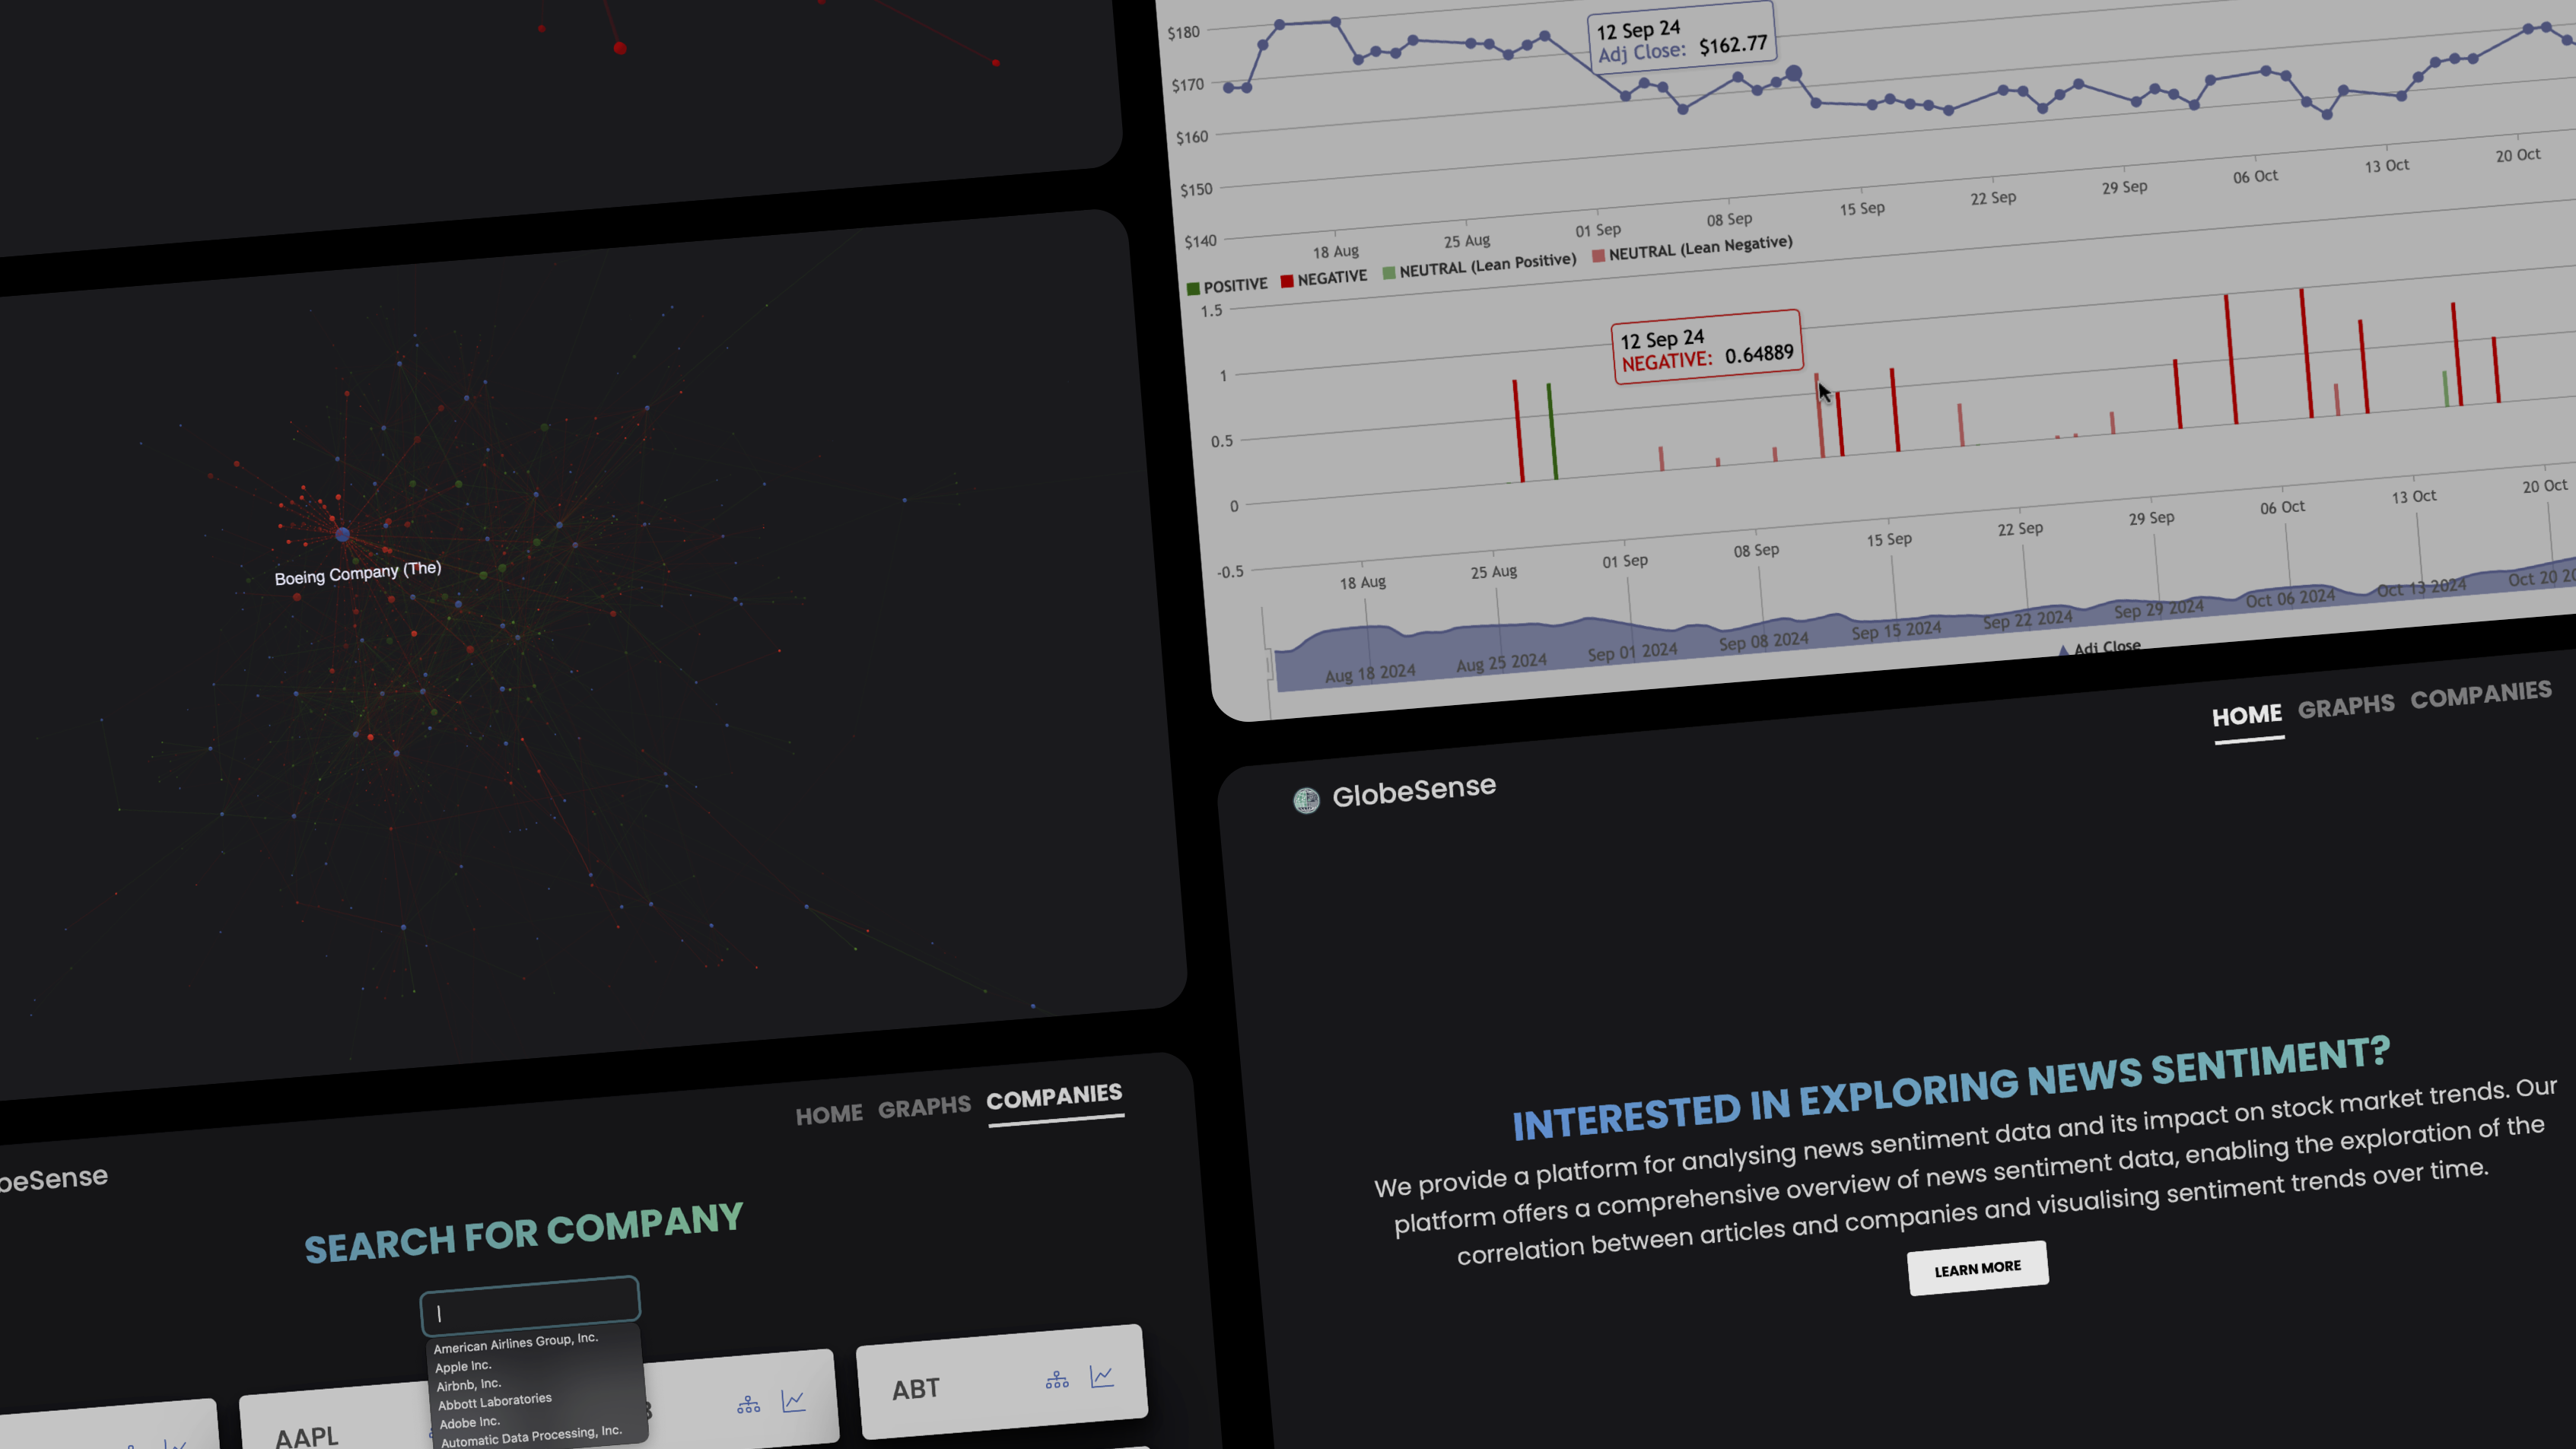 $180
$170
$160
$150
$140
12 Sep 24
Adj Close: $162.77
18 Aug
25 Aug
01 Sep
08 Sep
15 Sep
22 Sep
29 Sep
06 Oct
13 Oct
20 Oct
POSITIVE NEGATIVE NEUTRAL (Lean Positive) NEUTRAL (Lean Negative)
1.5
1
0.5
0
-0.5
12 Sep 24
NEGATIVE: 0.64889
18 Aug
25 Aug
01 Sep
08 Sep
15 Sep
22 Sep
29 Sep
06 Oct
13 Oct
20 Oct
Aug 18 2024
Aug 25 2024
Sep 01 2024
Sep 08 2024
Sep 15 2024
Sep 22 2024
Sep 29 2024
Oct 06 2024
Oct 13 2024
Oct 20 20
Adj Close
Boeing Company (The)
GlobeSense
HOME GRAPHS COMPANIES
INTERESTED IN EXPLORING NEWS SENTIMENT?
We provide a platform for analysing news sentiment data and its impact on stock market trends. Our
platform offers a comprehensive overview of news sentiment data, enabling the exploration of the
correlation between articles and companies and visualising sentiment trends over time.
LEARN MORE
beSense
HOME GRAPHS COMPANIES
SEARCH FOR COMPANY
American Airlines Group, Inc.
Apple Inc.
Airbnb, Inc.
Abbott Laboratories
Adobe Inc.
Automatic Data Processing, Inc.
AAPL
ABT